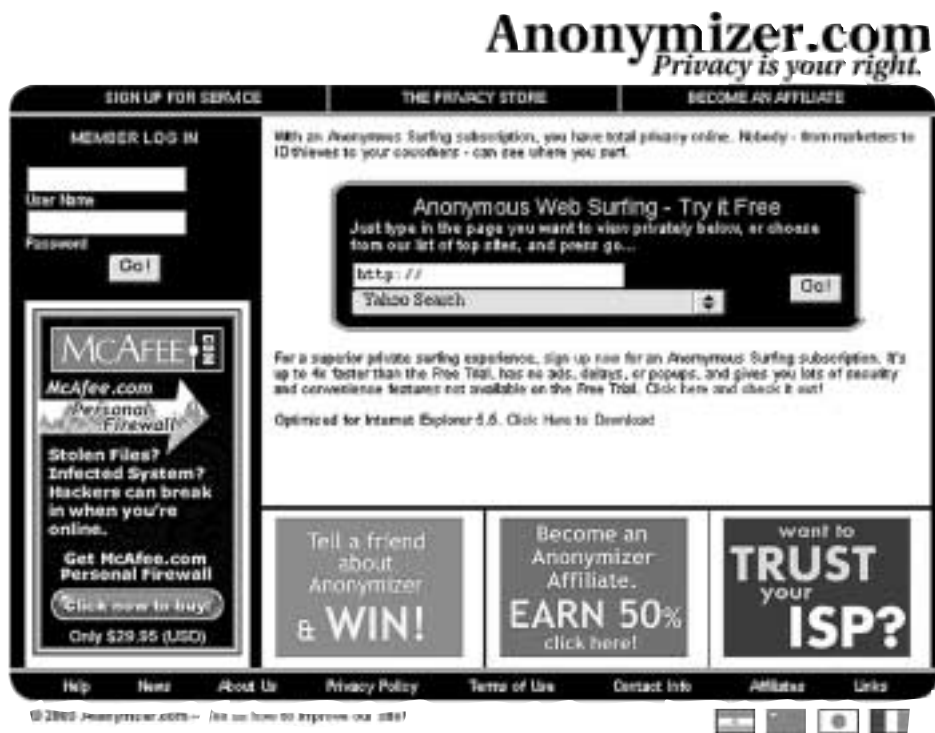 Anonymizer.com
Privacy is your right.
SIGN UP FOR SERVICE
THE PRIVACY STORE
BECOME AN AFFILIATE
MEMBER LOG IN
User Name
Password
Go!
With an Anonymous Surfing subscription, you have total privacy online. Nobody - from marketers to
ID thieves to your coworkers - can see where you surf.
Anonymous Web Surfing - Try it Free
Just type in the page you want to view privately below, or choose
from our list of top sites, and press go...
http://
Go!
Yahoo Search
For a superior private surfing experience, sign up now for an Anonymous Surfing subscription. It's
up to 4x faster than the Free Trial, has no ads, delays, or popups, and gives you lots of security
and convenience features not available on the Free Trial. Click here and check it out!
Optimized for Internet Explorer 5.5. Click Here to Download
McAFEE
.COM
McAfee.com
Personal
Firewall
Stolen Files?
Infected System?
Hackers can break
in when you're
online.
Get McAfee.com
Personal Firewall
Click now to buy!
Only $29.95 (USD)
Tell a friend
about
Anonymizer
& WIN!
Become an
Anonymizer
Affiliate.
EARN 50%
click here!
want to
TRUST
your
ISP?
Help
News
About Us
Privacy Policy
Terms of Use
Contact Info
Affiliates
Links
Anonymizer.com -- us how to improve our site!